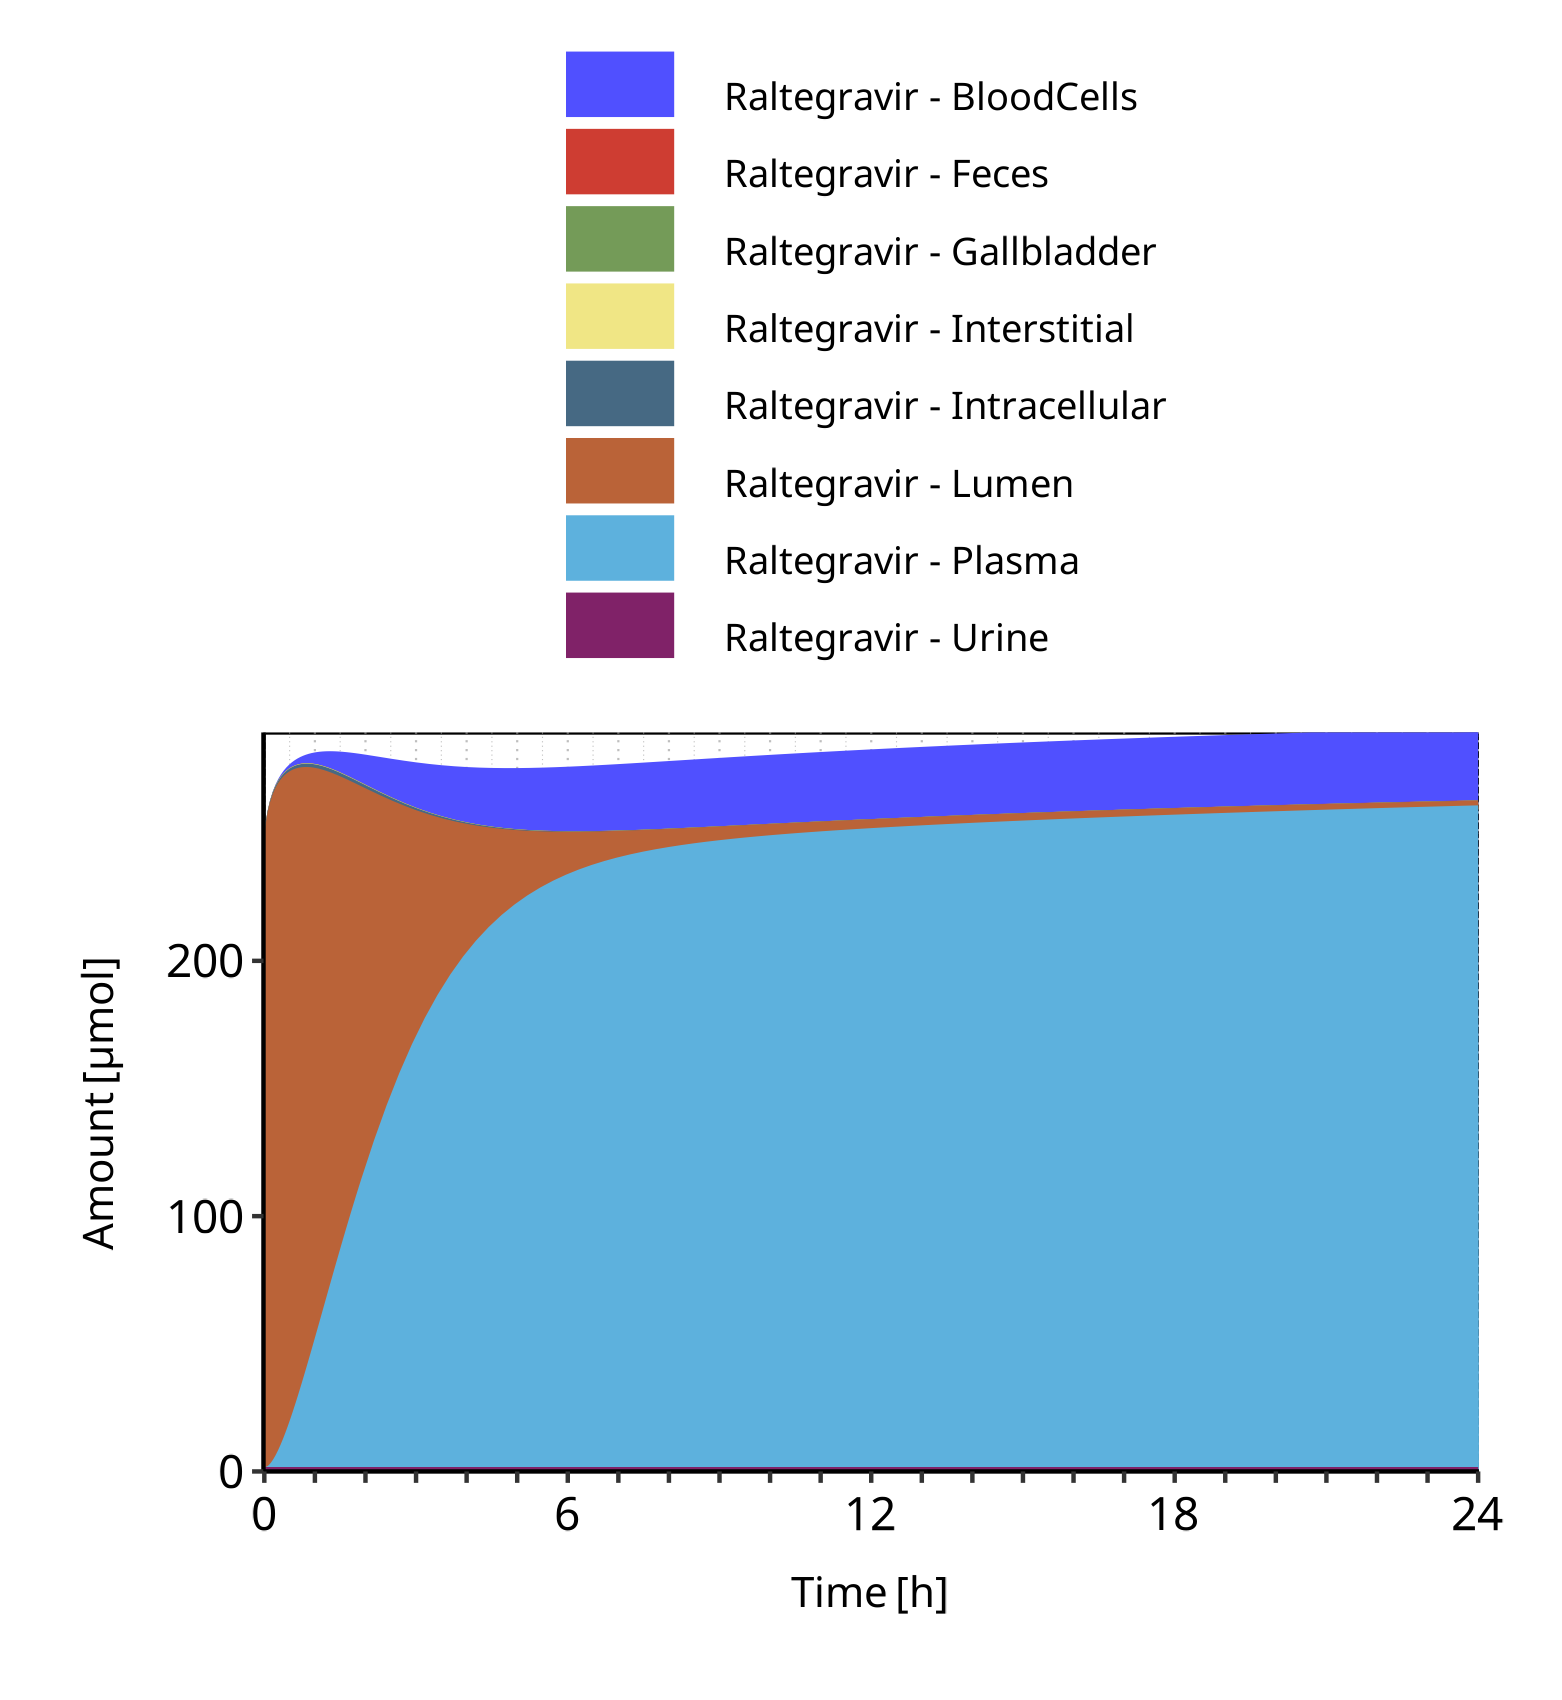 Raltegravir - BloodCells
Raltegravir - Feces
Raltegravir - Gallbladder
Raltegravir - Interstitial
Raltegravir - Intracellular
Raltegravir - Lumen
Raltegravir - Plasma
Raltegravir - Urine
Amount [µmol]
200
100
0
0 6 12 18 24
Time [h]